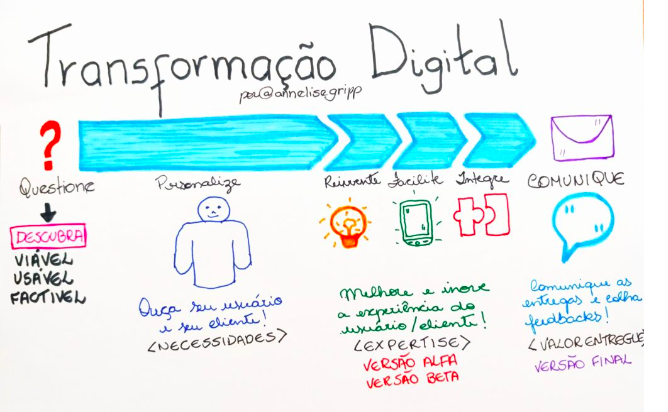 Transformação Digital
por@annelisegripp
?
Questione
Personalize
Reinvente
Facilite
Integre
COMUNIQUE
DESCUBRA
VIÁVEL
USÁVEL
FACTIVEL
Ouça seu usuário
e seu cliente!
<NECESSIDADES>
Melhore e inove
a experiência do
usuário/cliente!
<EXPERTISE>
VERSÃO ALFA
VERSÃO BETA
Comunique as
entregas e colha
feedbacks!
<VALOR ENTREGUE
VERSÃO FINAL